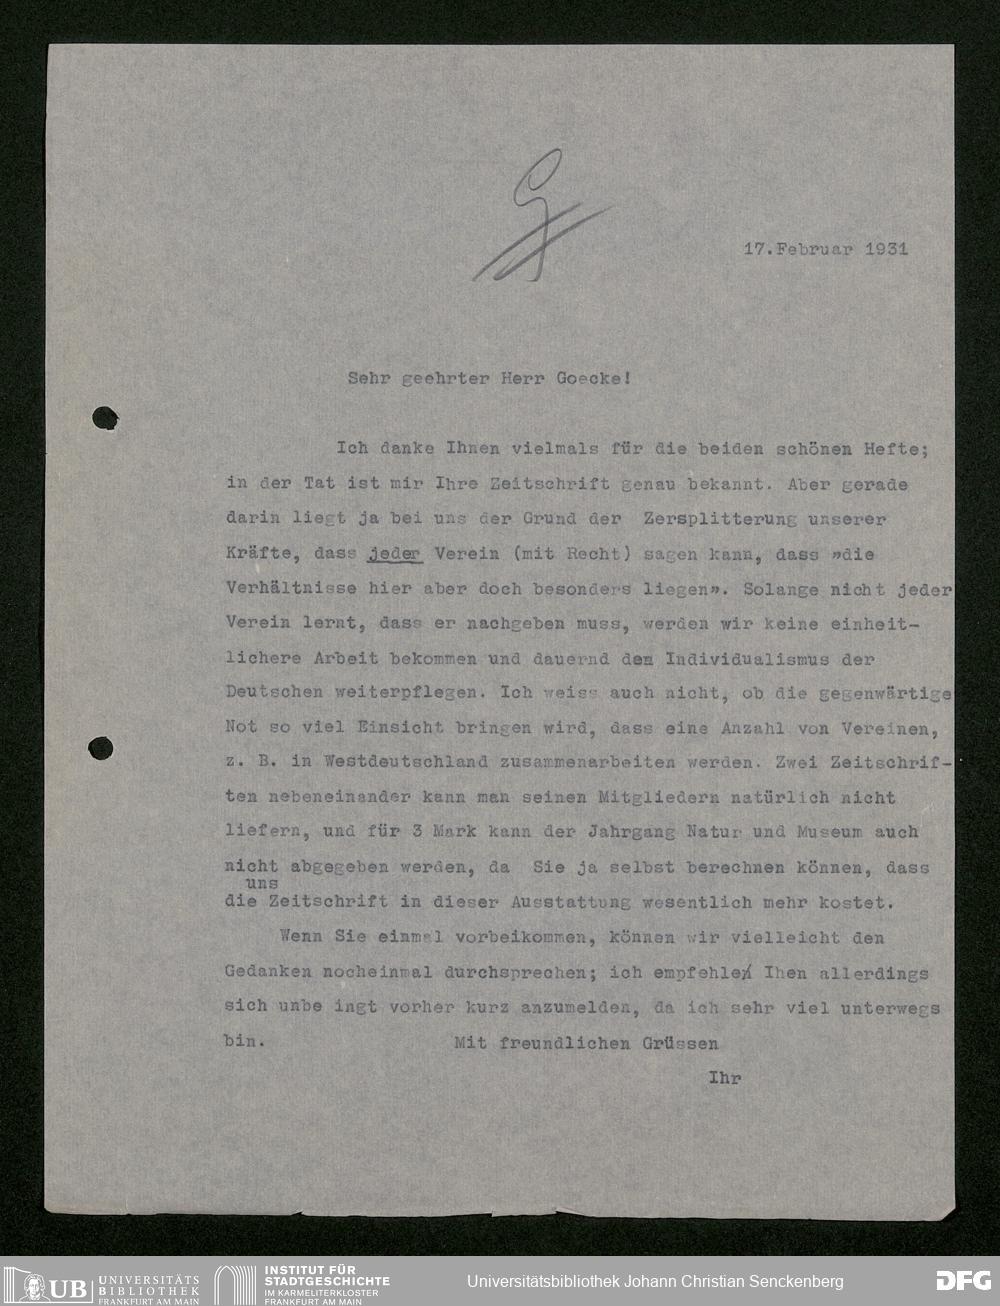 G
17.Februar 1931
Sehr geehrter Herr Goecke!
Ich danke Ihnen vielmals für die beiden schönen Hefte;
in der Tat ist mir Ihre Zeitschrift genau bekannt. Aber gerade
darin liegt ja bei uns der Grund der Zersplitterung unserer
Kräfte, dass jeder Verein (mit Recht) sagen kann, dass "die
Verhältnisse hier aber doch besonders liegen". Solange nicht jeder
Verein lernt, dass er nachgeben muss, werden wir keine einheit-
lichere Arbeit bekommen und dauernd den Individualismus der
Deutschen weiterpflegen. Ich weiss auch nicht, ob die gegenwärtige
Not so viel Einsicht bringen wird, dass eine Anzahl von Vereinen,
z. B. in Westdeutschland zusammenarbeiten werden. Zwei Zeitschrif-
ten nebeneinander kann man seinen Mitgliedern natürlich nicht
liefern, und für 3 Mark kann der Jahrgang Natur und Museum auch
nicht abgegeben werden, da Sie ja selbst berechnen können, dass
uns
die Zeitschrift in dieser Ausstattung wesentlich mehr kostet.
Wenn Sie einmal vorbeikommen, können wir vielleicht den
Gedanken nocheinmal durchsprechen; ich empfehle Ihen allerdings
sich unbe ingt vorher kurz anzumelden, da ich sehr viel unterwegs
bin. Mit freundlichen Grüssen
Ihr
UB UNIVERSITÄTS
BIBLIOTHEK
FRANKFURT AM MAIN
INSTITUT FÜR
STADTGESCHICHTE
IM KARMELITERKLOSTER
FRANKFURT AM MAIN
Universitätsbibliothek Johann Christian Senckenberg
DFG